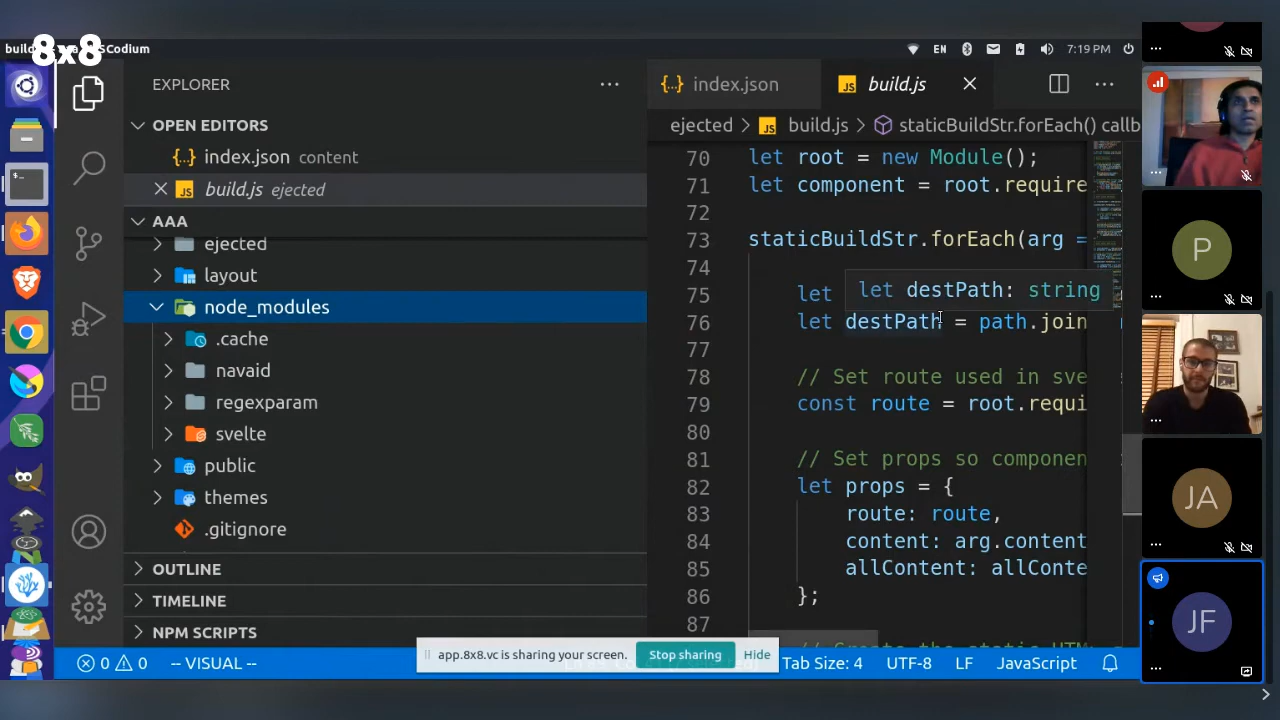 8x8
SCodium
EN
7:19 PM
EXPLORER
OPEN EDITORS
index.json content
build.js ejected
AAA
ejected
layout
node_modules
.cache
navaid
regexparam
svelte
public
themes
.gitignore
OUTLINE
TIMELINE
NPM SCRIPTS
index.json
build.js
ejected > build.js > staticBuildStr.forEach() callb
70 let root = new Module();
71 let component = root.require
72
73 staticBuildStr.forEach(arg =
74
75 let
let destPath: string
76 let destPath = path.join
77
78 // Set route used in sve
79 const route = root.requi
80
81 // Set props so component
82 let props = {
83 route: route,
84 content: arg.content
85 allContent: allConte
86 };
87
app.8x8.vc is sharing your screen.
Stop sharing
Hide
0 0 -- VISUAL --
Tab Size: 4
UTF-8
LF
JavaScript
P
JA
JF